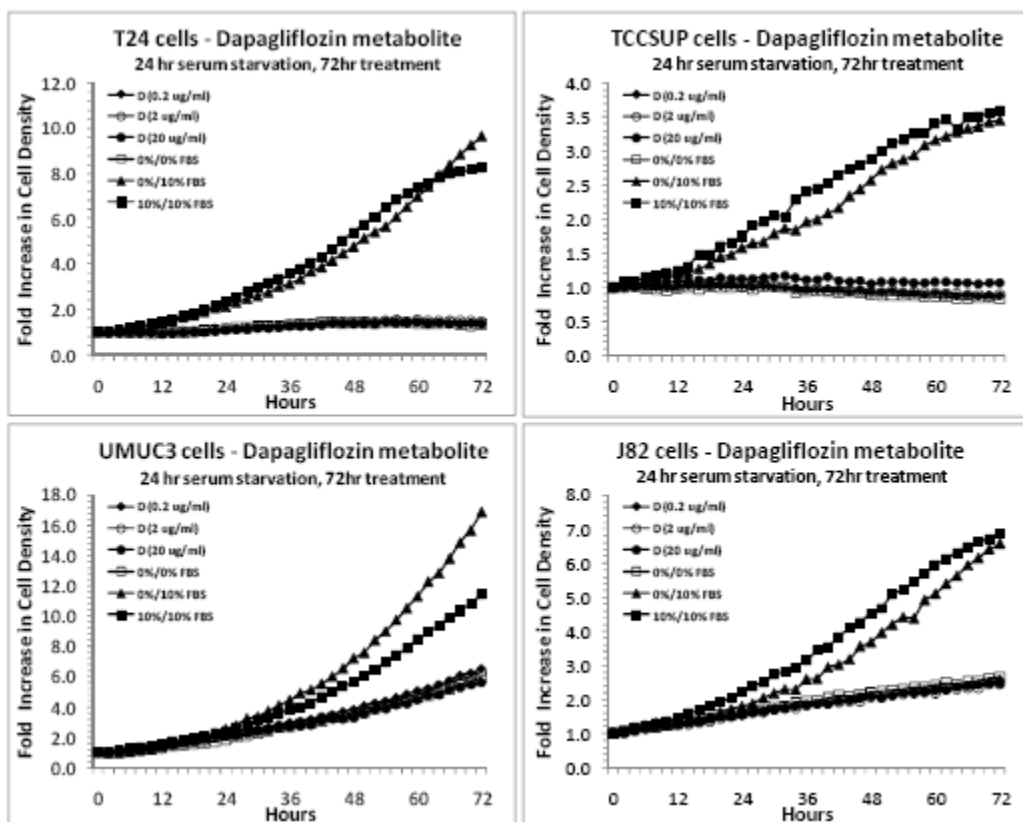 T24 cells - Dapagliflozin metabolite
24 hr serum starvation, 72hr treatment
Fold Increase in Cell Density
12.0
10.0
8.0
6.0
4.0
2.0
0.0
D(0.2 ug/ml)
D(2 ug/ml)
D(20 ug/ml)
0%/0% FBS
0%/10% FBS
10%/10% FBS
0 12 24 36 48 60 72
Hours
TCCSUP cells - Dapagliflozin metabolite
24 hr serum starvation, 72hr treatment
Fold Increase in Cell Density
4.0
3.5
3.0
2.5
2.0
1.5
1.0
0.5
0.0
D(0.2 ug/ml)
D(2 ug/ml)
D(20 ug/ml)
0%/0% FBS
0%/10% FBS
10%/10% FBS
0 12 24 36 48 60 72
Hours
UMUC3 cells - Dapagliflozin metabolite
24 hr serum starvation, 72hr treatment
Fold Increase in Cell Density
18.0
16.0
14.0
12.0
10.0
8.0
6.0
4.0
2.0
0.0
D(0.2 ug/ml)
D(2 ug/ml)
D(20 ug/ml)
0%/0% FBS
0%/10% FBS
10%/10% FBS
0 12 24 36 48 60 72
Hours
J82 cells - Dapagliflozin metabolite
24 hr serum starvation, 72hr treatment
Fold Increase in Cell Density
8.0
7.0
6.0
5.0
4.0
3.0
2.0
1.0
0.0
D(0.2 ug/ml)
D(2 ug/ml)
D(20 ug/ml)
0%/0% FBS
0%/10% FBS
10%/10% FBS
0 12 24 36 48 60 72
Hours